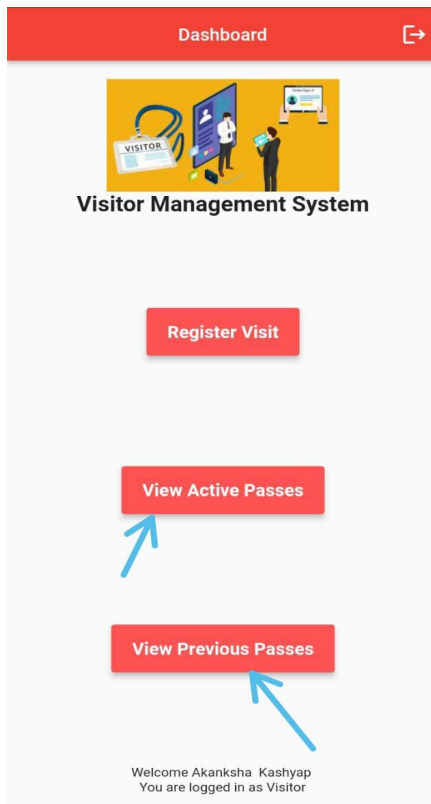 Dashboard
VISITOR
Visitor Management System
Register Visit
View Active Passes
View Previous Passes
Welcome Akanksha  Kashyap
You are logged in as Visitor